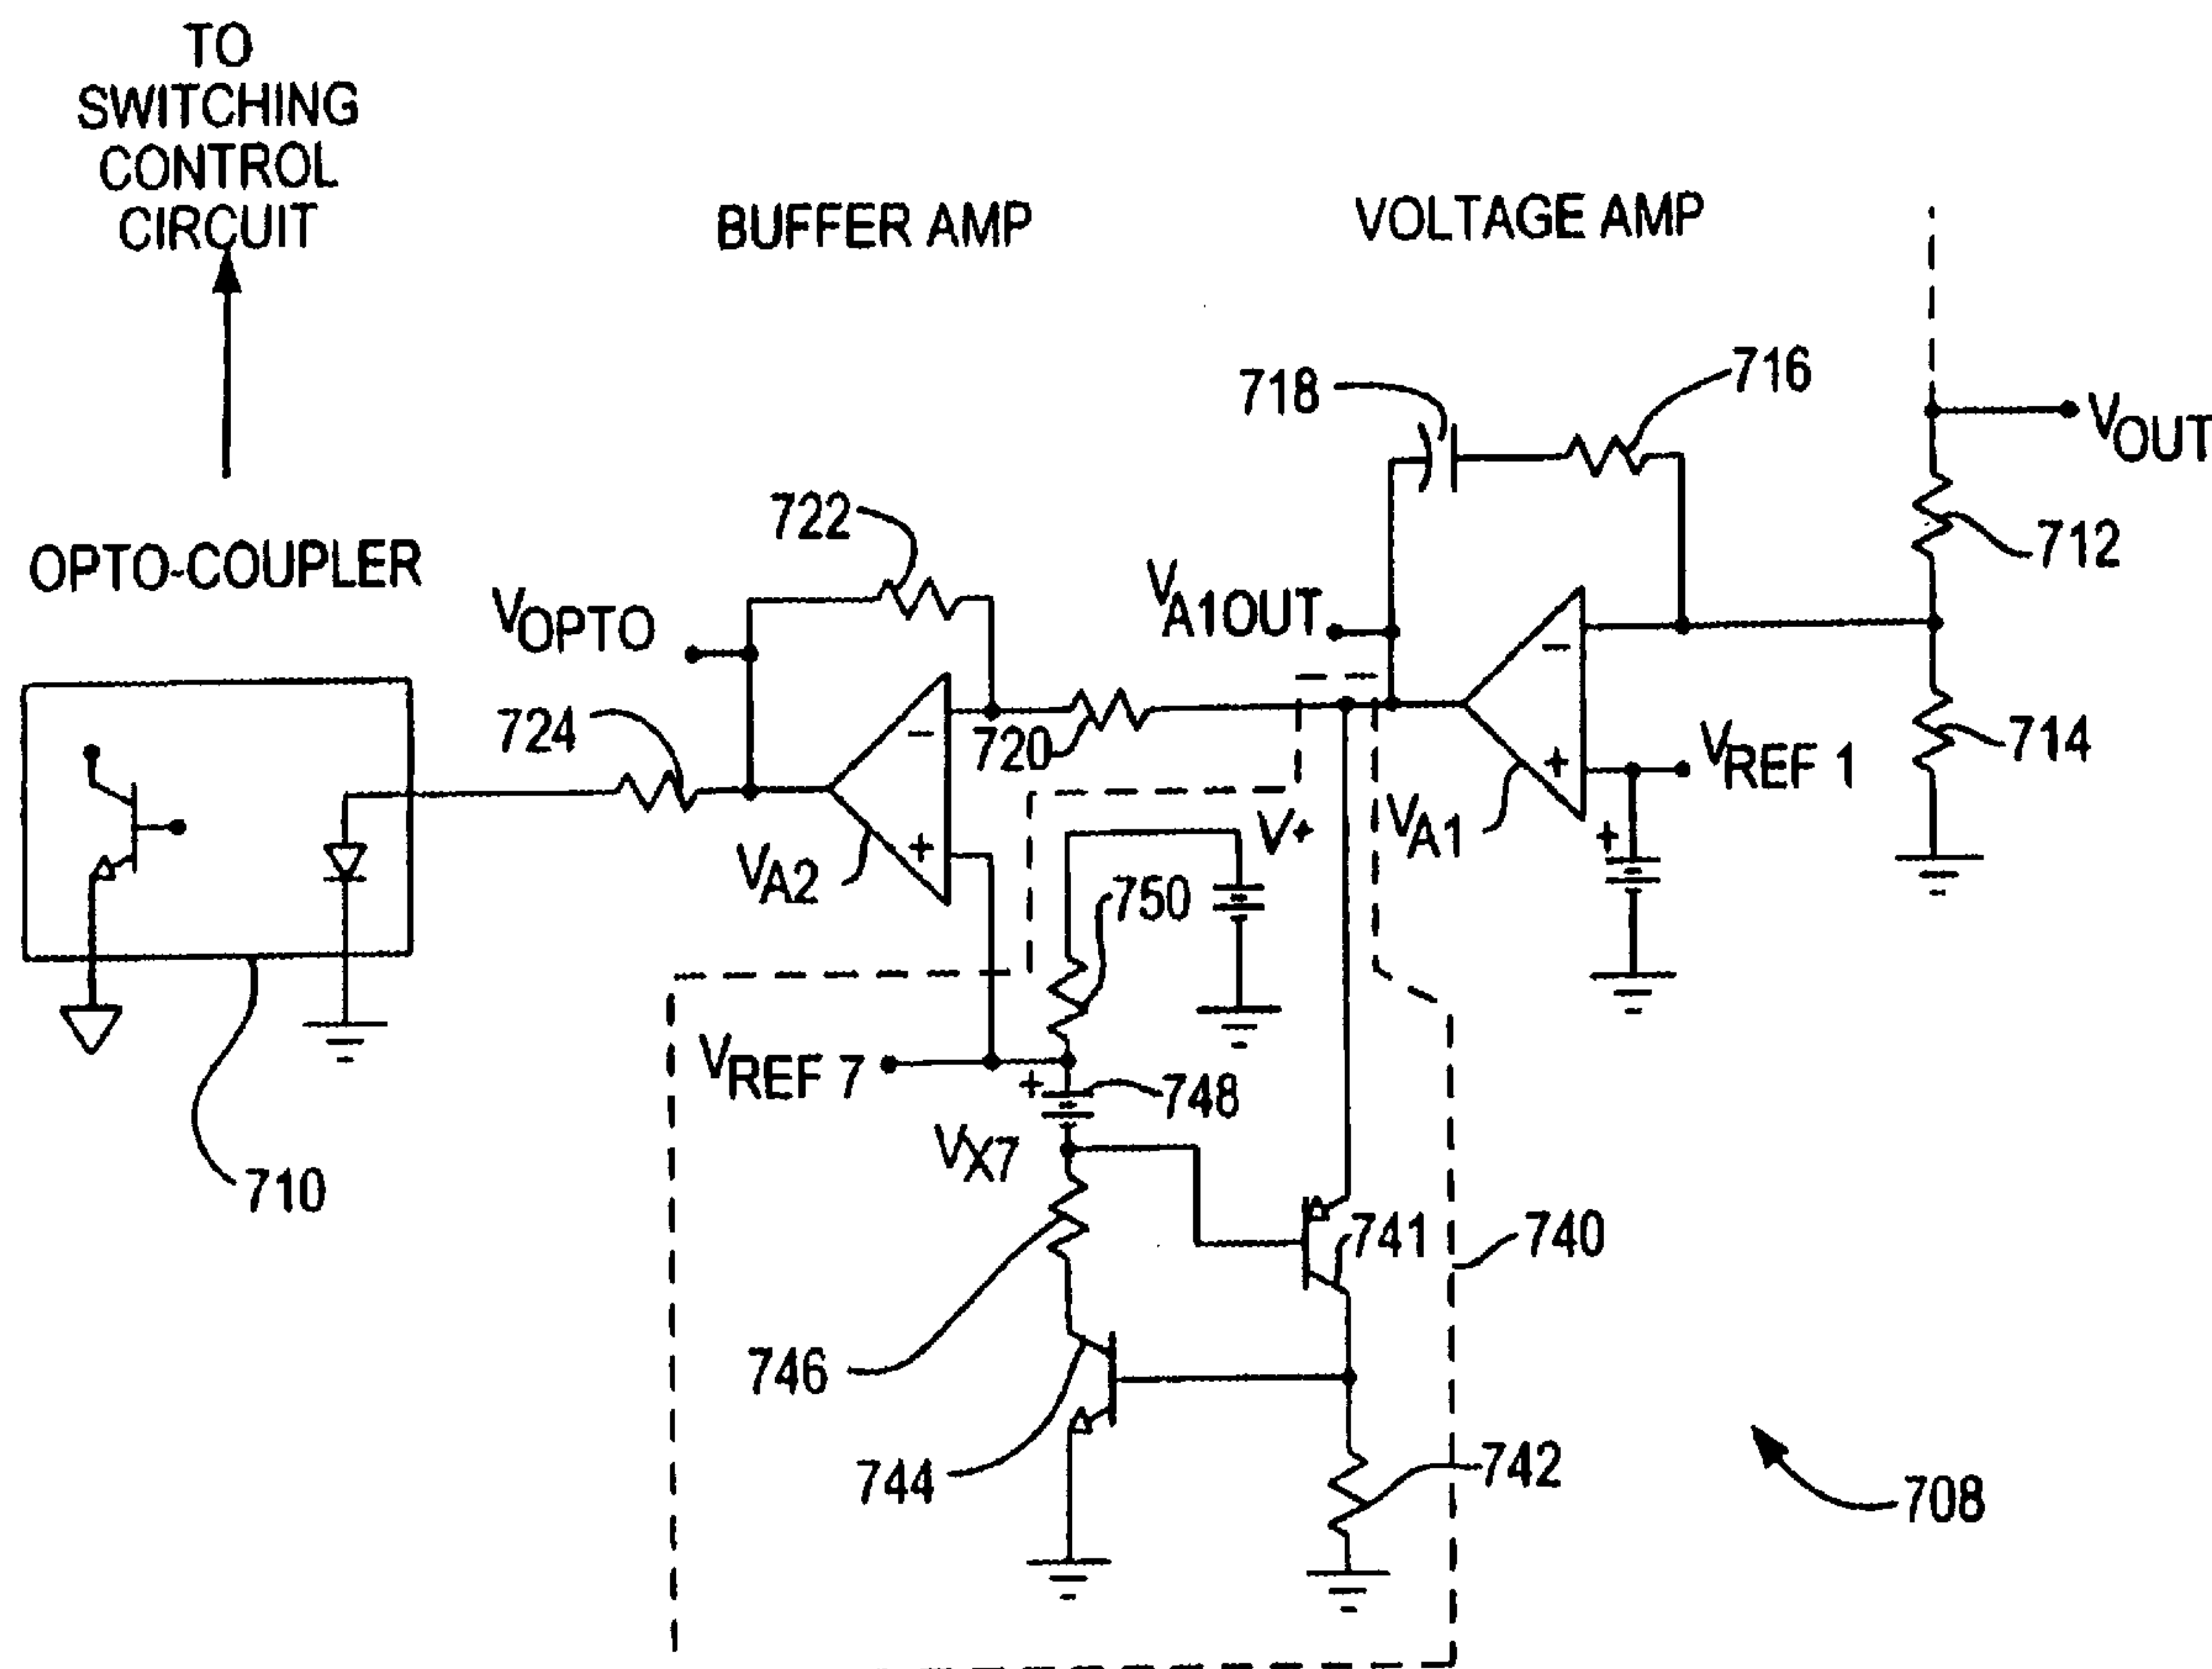 TO
SWITCHING
CONTROL
CIRCUIT
BUFFER AMP
VOLTAGE AMP
718
716
VOUT
712
722
OPTO-COUPLER
VOPTO
VA1OUT
724
720
−
−
714
VREF 1
+
+
+
VA2
V+
VA1
750
VREF 7
+
748
VX7
710
741
740
746
744
742
708